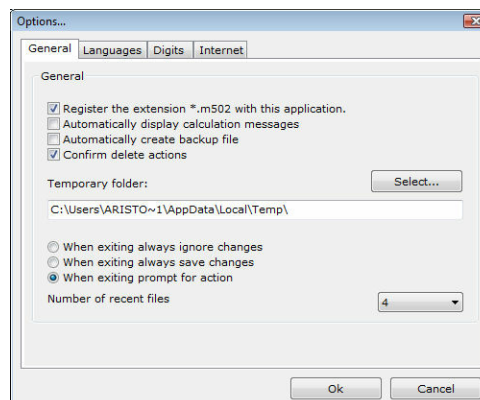 Options...
General Languages Digits Internet
General
Register the extension *.m502 with this application.
Automatically display calculation messages
Automatically create backup file
Confirm delete actions
Temporary folder:
Select...
C:\Users\ARISTO~1\AppData\Local\Temp\
When exiting always ignore changes
When exiting always save changes
When exiting prompt for action
Number of recent files
4
Ok Cancel